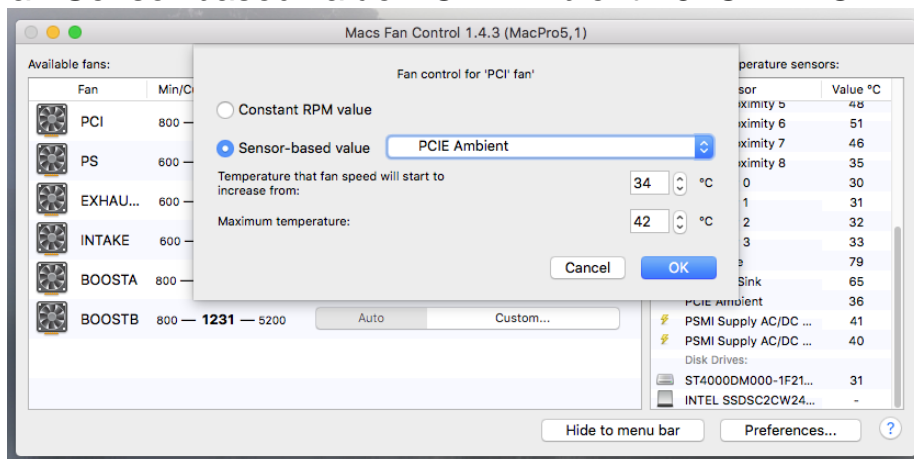 Macs Fan Control 1.4.3 (MacPro5,1)
Available fans:
perature sensors:
Fan Min/C
sor Value °C
Fan control for 'PCI' fan'
Constant RPM value
Sensor-based value PCIE Ambient
Temperature that fan speed will start to
increase from:
34 °C
Maximum temperature:
42 °C
Cancel OK
PCI 800 —
PS 600 —
EXHAU... 600 —
INTAKE 600 —
BOOSTA 800 —
BOOSTB 800 — 1231 — 5200 Auto Custom...
oximity 5 48
oximity 6 51
oximity 7 46
oximity 8 35
0 30
1 31
2 32
3 33
e 79
Sink 65
PCIE Ambient 36
PSMI Supply AC/DC ... 41
PSMI Supply AC/DC ... 40
Disk Drives:
ST4000DM000-1F21... 31
INTEL SSDSC2CW24... -
Hide to menu bar Preferences... ?